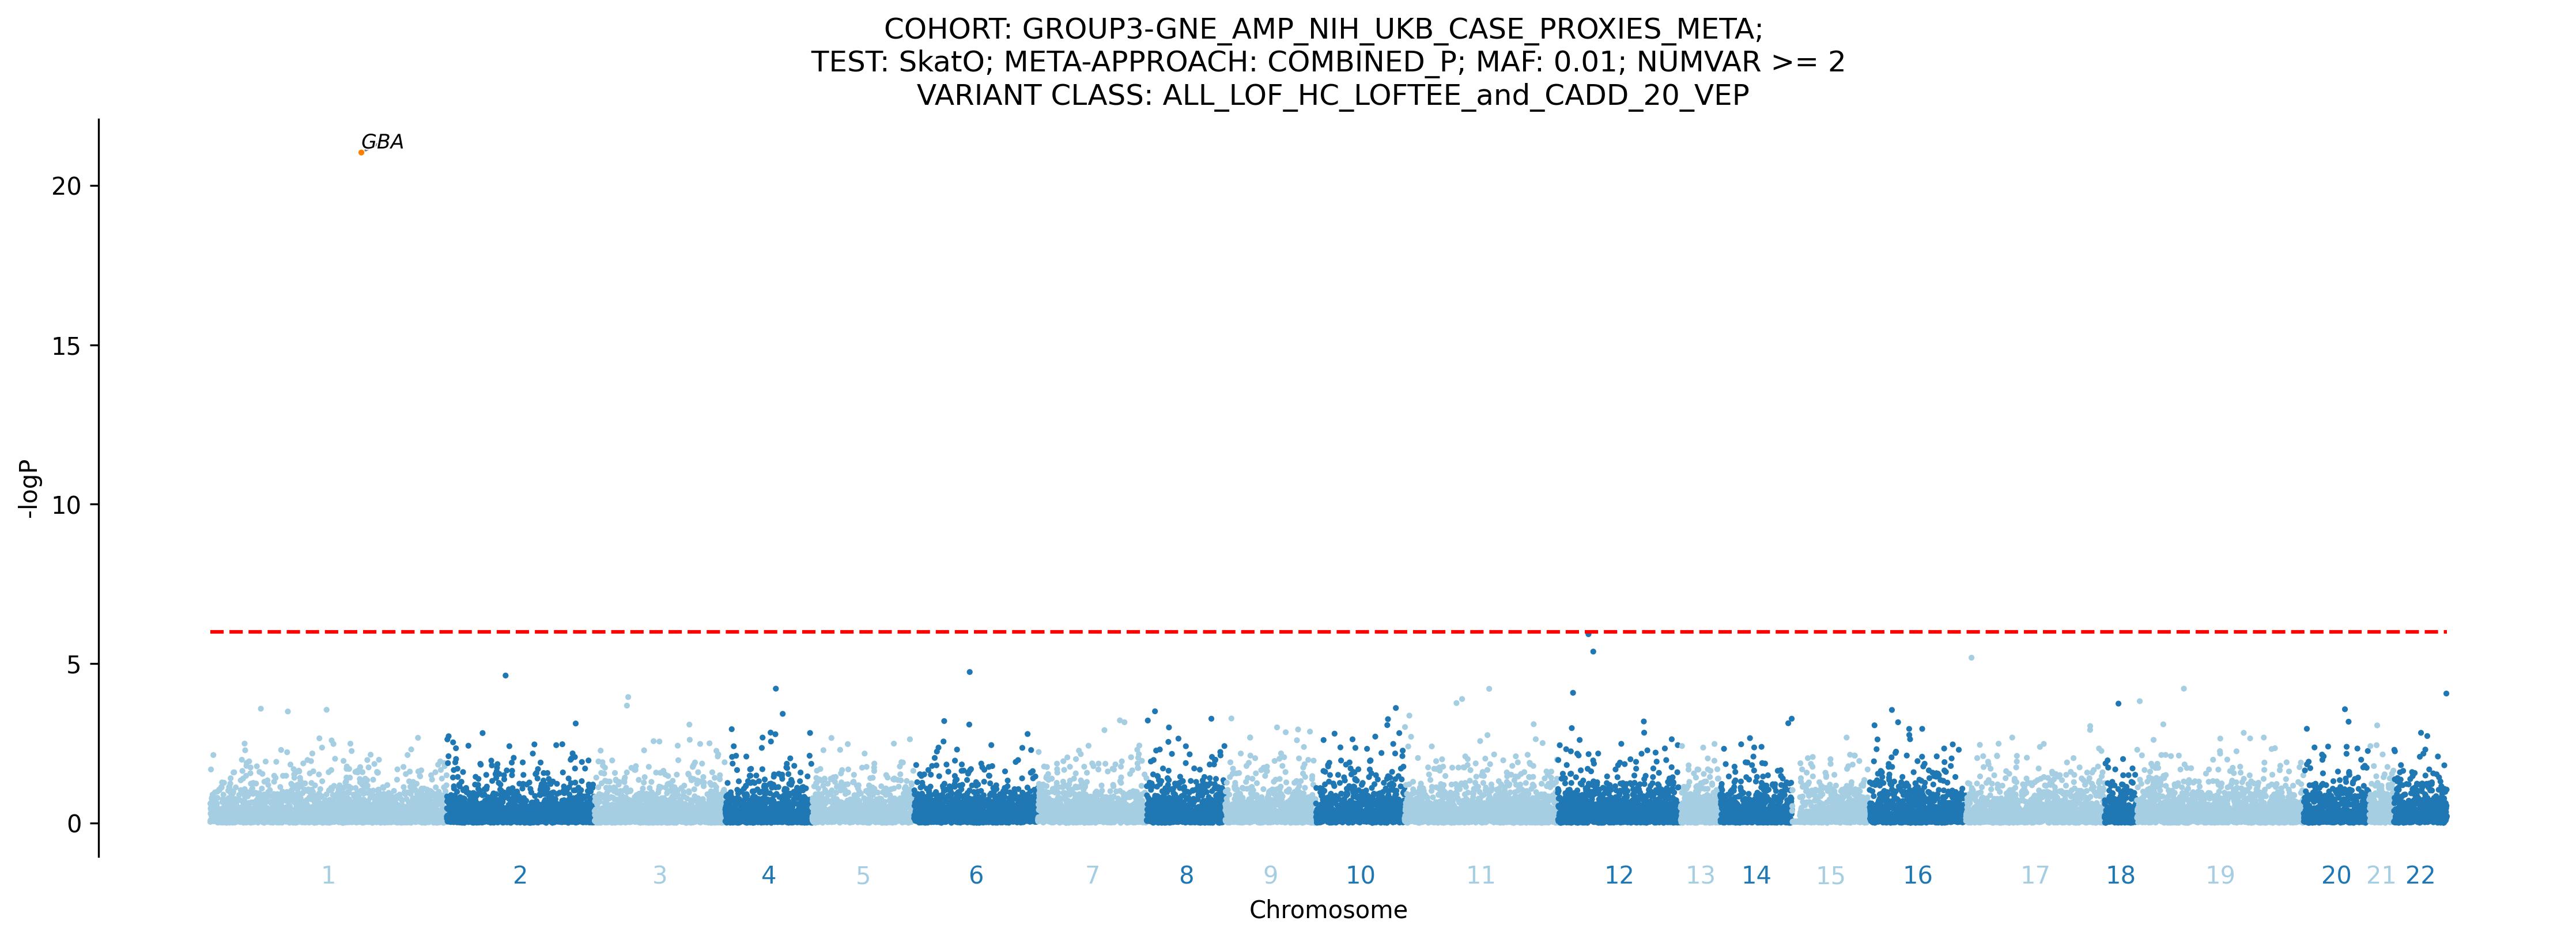 COHORT: GROUP3-GNE_AMP_NIH_UKB_CASE_PROXIES_META;
TEST: SkatO; META-APPROACH: COMBINED_P; MAF: 0.01; NUMVAR >= 2
VARIANT CLASS: ALL_LOF_HC_LOFTEE_and_CADD_20_VEP
GBA
20
15
10
5
0
-logP
1 2 3 4 5 6 7 8 9 10 11 12 13 14 15 16 17 18 19 20 21 22
Chromosome